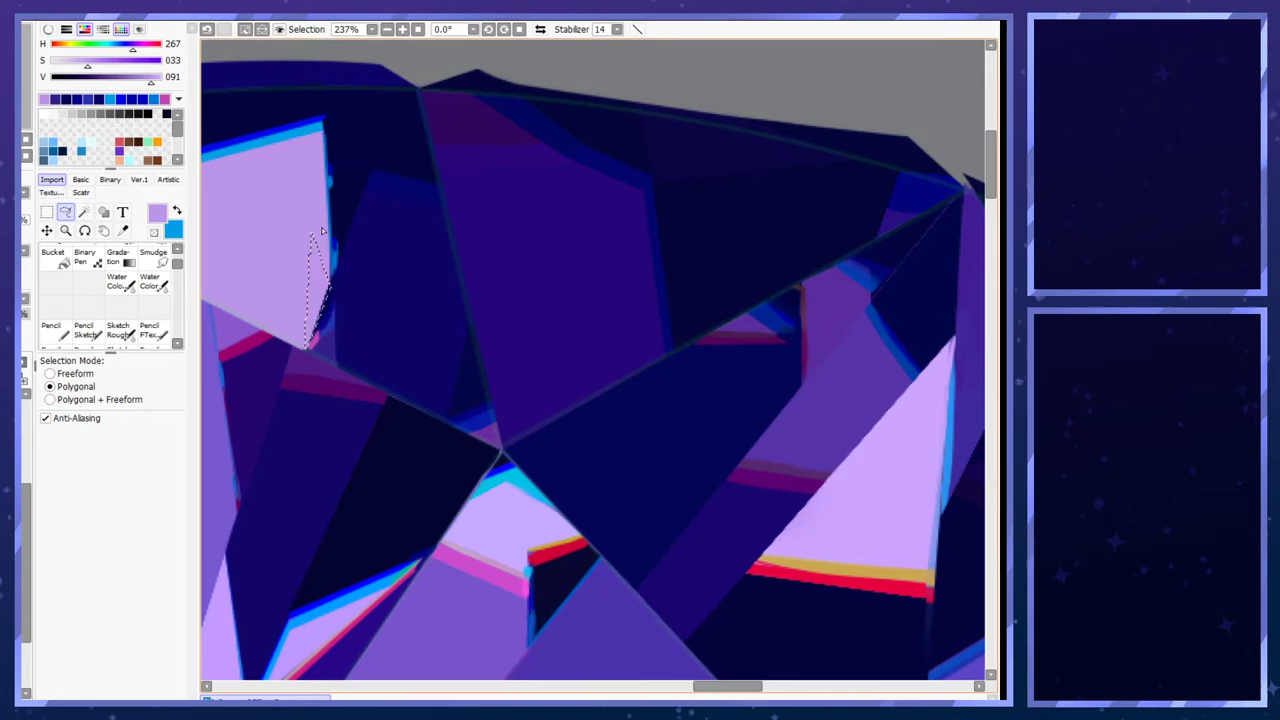 Selection 237% 0.0° Stabilizer 14
H 267
S 033
V 091
Import Basic Binary Ver.1 Artistic
Textu... Scatr
Bucket Binary Pen Grada-tion Smudge
Water Colo... Water Color...
Pencil Pencil Sketch Sketch Rough Pencil FTex...
Selection Mode:
Freeform
Polygonal
Polygonal + Freeform
Anti-Aliasing